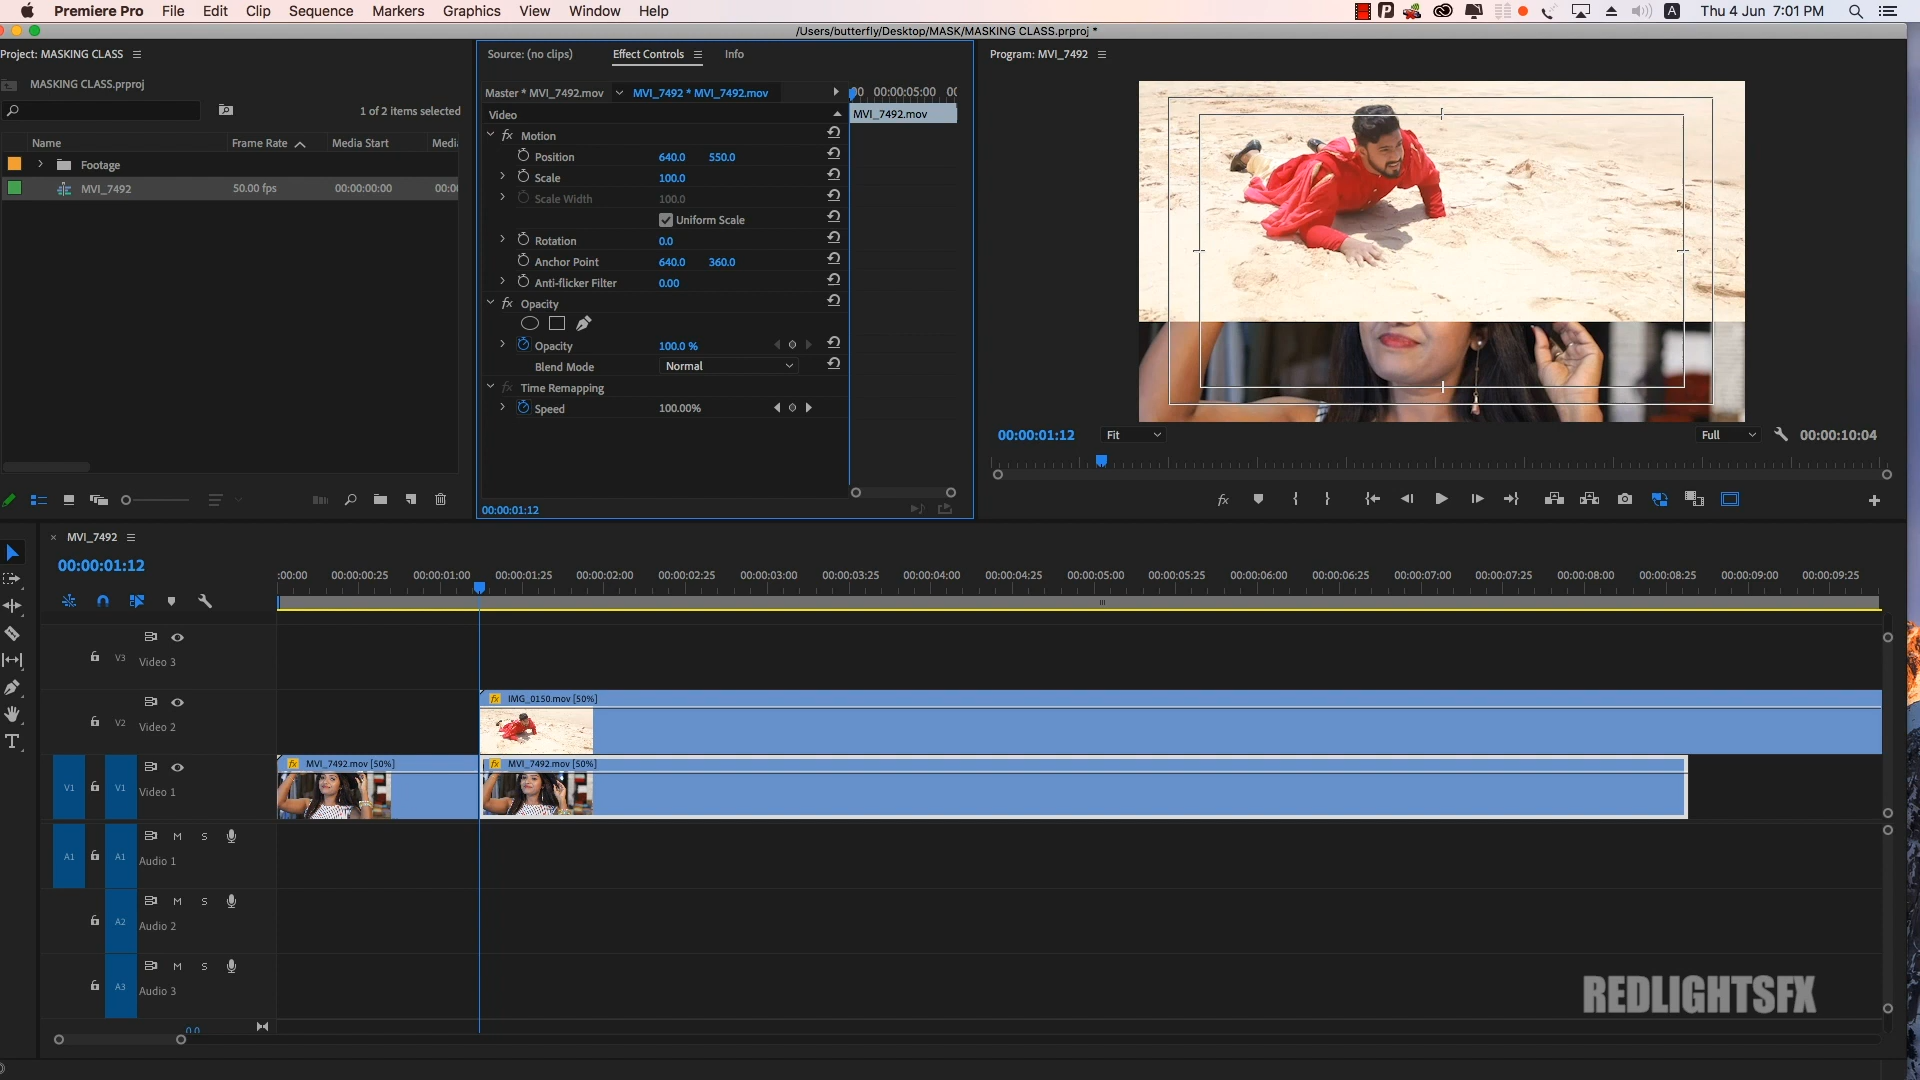 Premiere Pro File Edit Clip Sequence Markers Graphics View Window Help
Thu 4 Jun 7:01 PM
/Users/butterfly/Desktop/MASK/MASKING CLASS.prproj *
Project: MASKING CLASS
MASKING CLASS.prproj
1 of 2 items selected
Name Frame Rate Media Start
Footage
MVI_7492 50.00 fps 00:00:00:00
Source: (no clips) Effect Controls Info
Master * MVI_7492.mov MVI_7492 * MVI_7492.mov
00:00:05:00
Video
MVI_7492.mov
fx Motion
Position 640.0 550.0
Scale 100.0
Scale Width 100.0
Uniform Scale
Rotation 0.0
Anchor Point 640.0 360.0
Anti-flicker Filter 0.00
fx Opacity
Opacity 100.0 %
Blend Mode Normal
fx Time Remapping
Speed 100.00%
00:00:01:12
Program: MVI_7492
00:00:01:12 Fit Full 00:00:10:04
fx
MVI_7492
00:00:01:12
:00:00 00:00:00:25 00:00:01:00 00:00:01:25 00:00:02:00 00:00:02:25 00:00:03:00 00:00:03:25 00:00:04:00 00:00:04:25 00:00:05:00 00:00:05:25 00:00:06:00 00:00:06:25 00:00:07:00 00:00:07:25 00:00:08:00 00:00:08:25 00:00:09:00 00:00:09:25
V3 Video 3
fx IMG_0150.mov [50%]
V2 Video 2
fx MVI_7492.mov [50%] fx MVI_7492.mov [50%]
V1 V1 Video 1
M S
A1 A1 Audio 1
M S
A2 Audio 2
M S
A3 Audio 3
0.0
REDLIGHTSFX